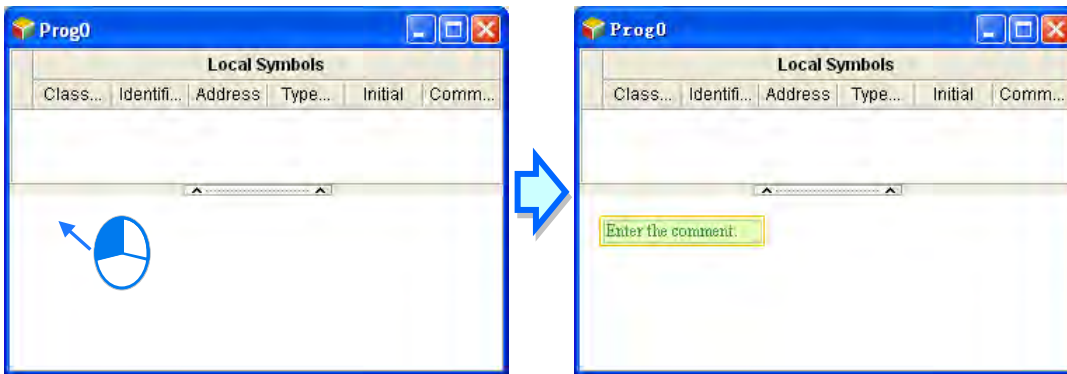 Prog0
Local Symbols
Class... Identifi... Address Type... Initial Comm...
Prog0
Local Symbols
Class... Identifi... Address Type... Initial Comm...
Enter the comment.